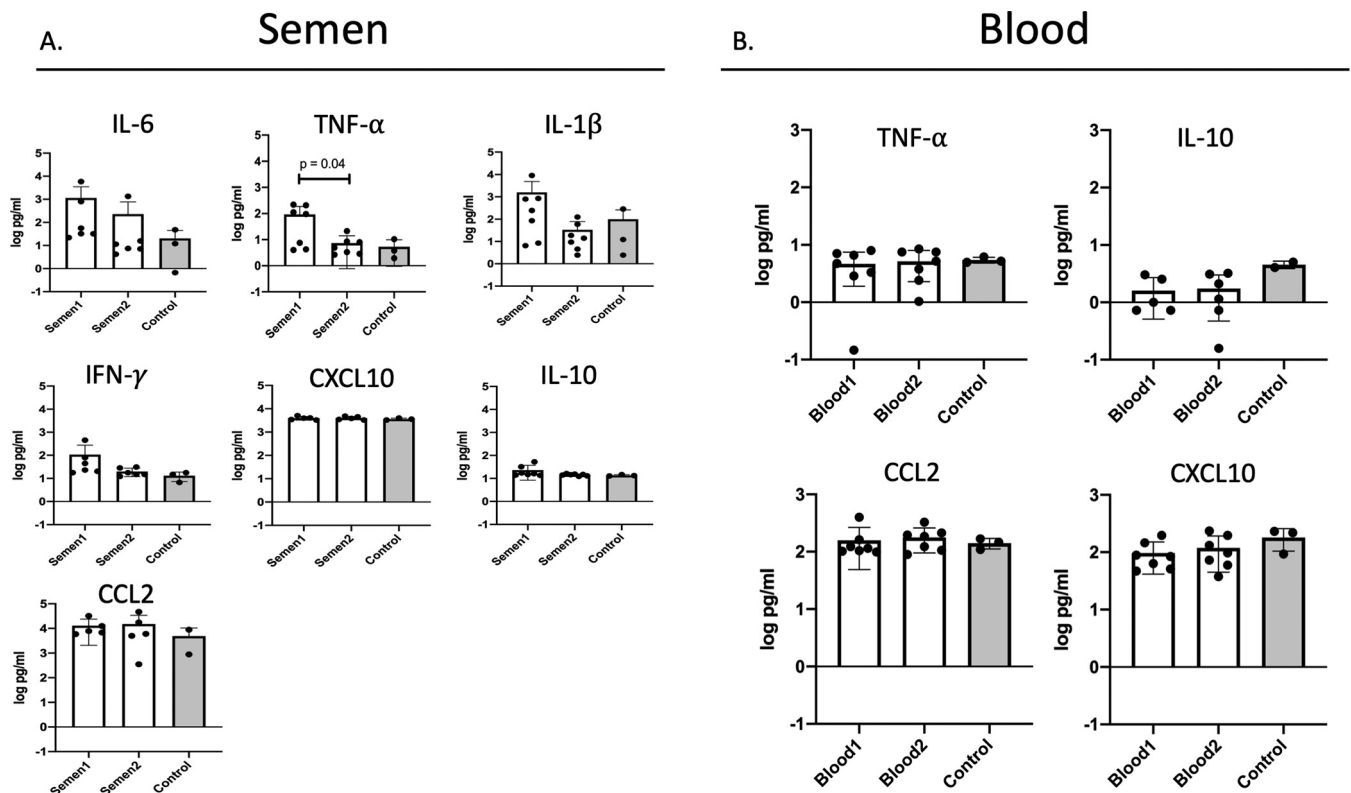 A.
Semen
IL-6
log pg/ml
5
4
3
2
1
0
-1
Semen1
Semen2
Control
TNF-α
log pg/ml
5
4
3
2
1
0
-1
p = 0.04
Semen1
Semen2
Control
IL-1β
log pg/ml
5
4
3
2
1
0
-1
Semen1
Semen2
Control
IFN-γ
log pg/ml
5
4
3
2
1
0
-1
Semen1
Semen2
Control
CXCL10
log pg/ml
5
4
3
2
1
0
-1
Semen1
Semen2
Control
IL-10
log pg/ml
5
4
3
2
1
0
-1
Semen1
Semen2
Control
CCL2
log pg/ml
5
4
3
2
1
0
-1
Semen1
Semen2
Control
B.
Blood
TNF-α
log pg/ml
3
2
1
0
-1
Blood1
Blood2
Control
IL-10
log pg/ml
3
2
1
0
-1
Blood1
Blood2
Control
CCL2
log pg/ml
3
2
1
0
-1
Blood1
Blood2
Control
CXCL10
log pg/ml
3
2
1
0
-1
Blood1
Blood2
Control